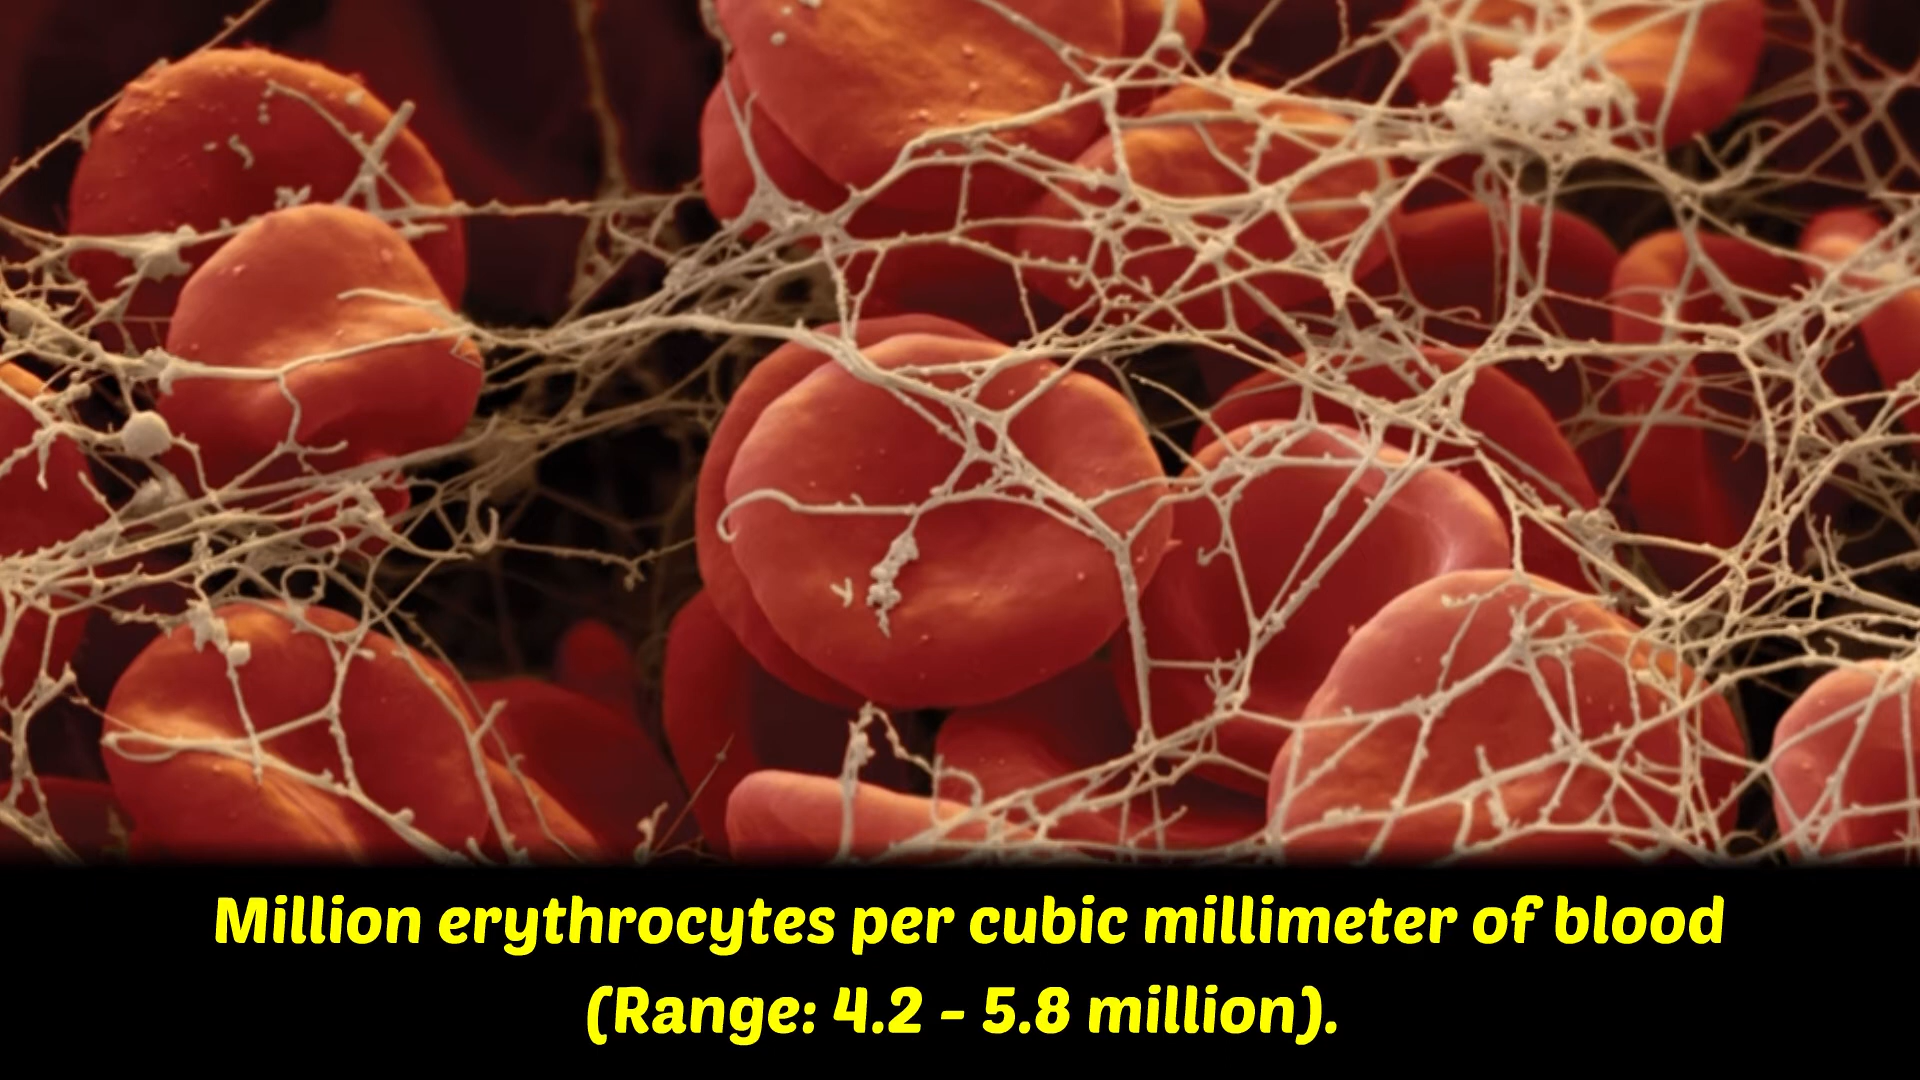 Million erythrocytes per cubic millimeter of blood
(Range: 4.2 - 5.8 million).